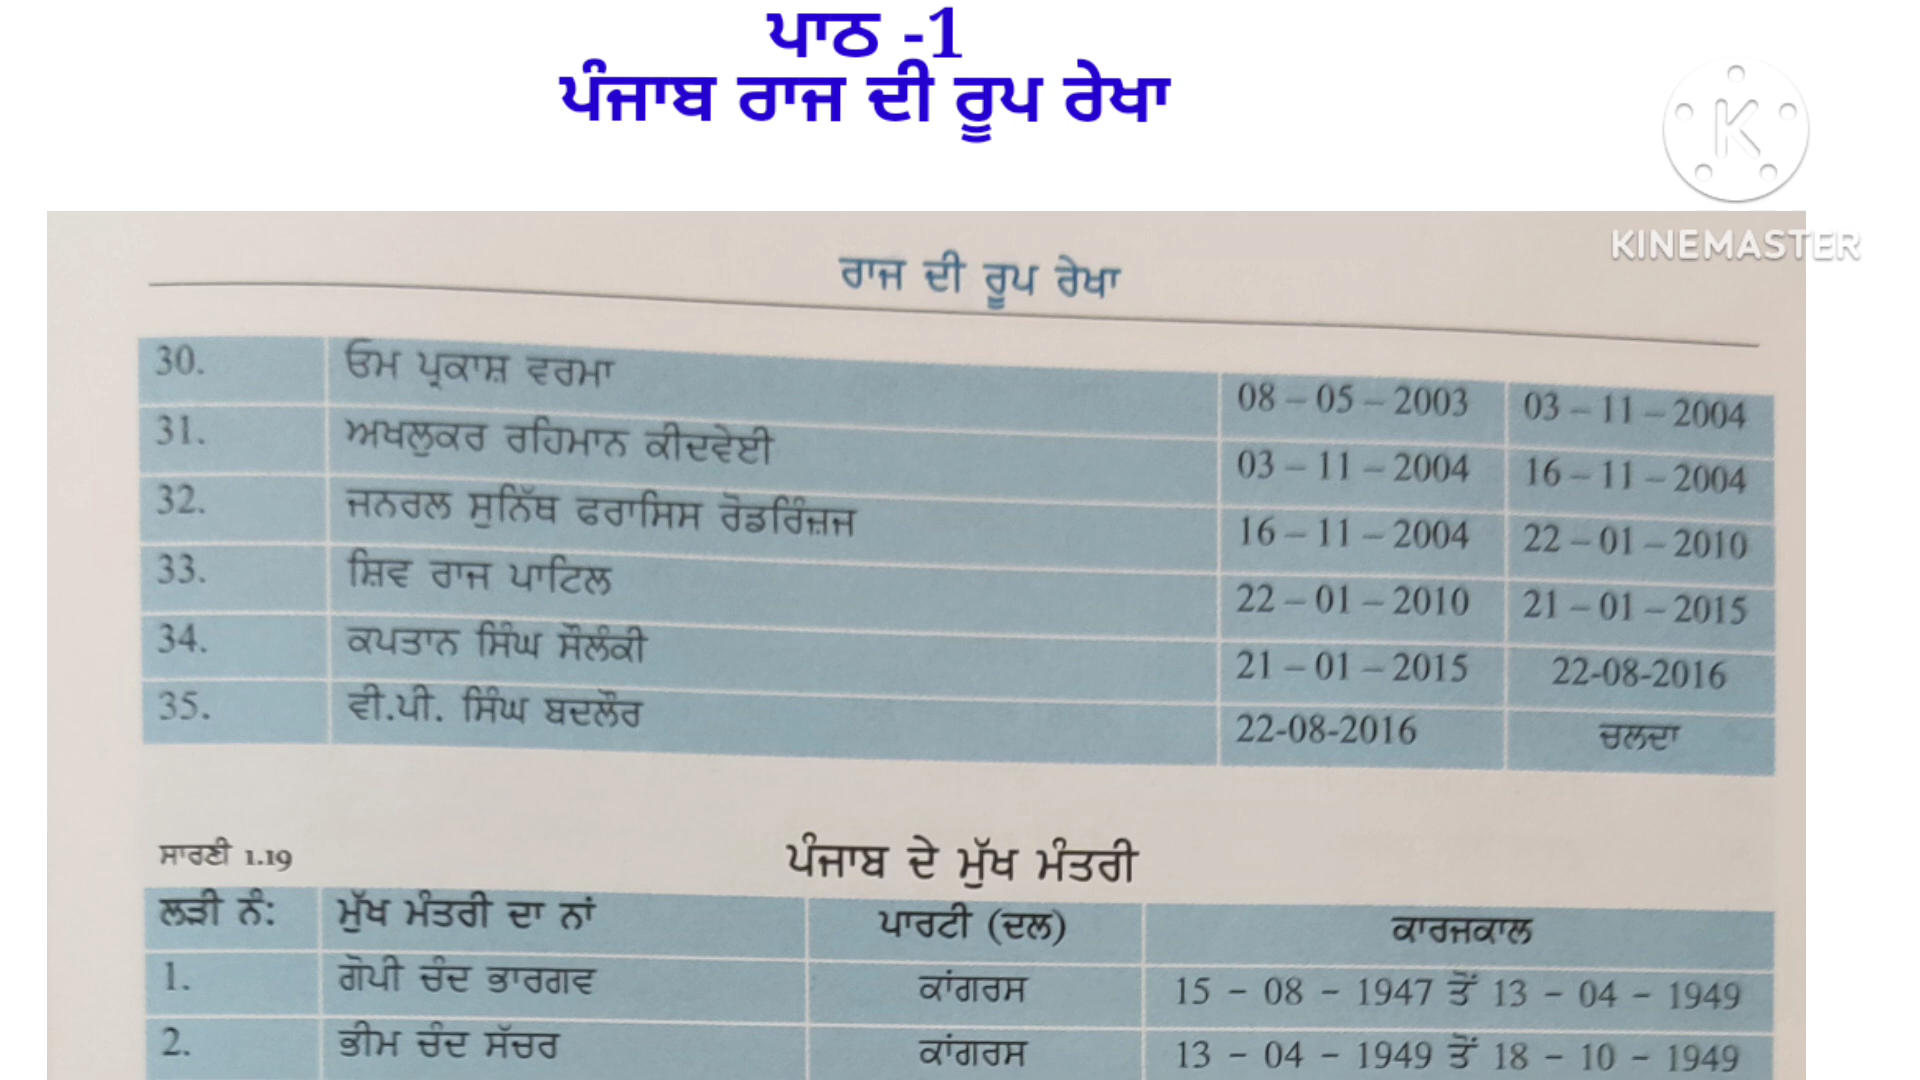 ਪਾਠ -1
ਪੰਜਾਬ ਰਾਜ ਦੀ ਰੂਪ ਰੇਖਾ
K
KINEMASTER
ਰਾਜ ਦੀ ਰੂਪ ਰੇਖਾ
30. ਓਮ ਪ੍ਰਕਾਸ਼ ਵਰਮਾ 08 – 05 – 2003 03 – 11 – 2004
31. ਅਖਲੁਕਰ ਰਹਿਮਾਨ ਕੀਦਵੇਈ 03 – 11 – 2004 16 – 11 – 2004
32. ਜਨਰਲ ਸੁਨਿੱਥ ਫਰਾਸਿਸ ਰੋਡਰਿੰਜ਼ਜ 16 – 11 – 2004 22 – 01 – 2010
33. ਸ਼ਿਵ ਰਾਜ ਪਾਟਿਲ 22 – 01 – 2010 21 – 01 – 2015
34. ਕਪਤਾਨ ਸਿੰਘ ਸੌਲੰਕੀ 21 – 01 – 2015 22-08-2016
35. ਵੀ.ਪੀ. ਸਿੰਘ ਬਦਲੌਰ 22-08-2016 ਚਲਦਾ
ਸਾਰਣੀ 1.19 ਪੰਜਾਬ ਦੇ ਮੁੱਖ ਮੰਤਰੀ
ਲੜੀ ਨੰ: ਮੁੱਖ ਮੰਤਰੀ ਦਾ ਨਾਂ ਪਾਰਟੀ (ਦਲ) ਕਾਰਜਕਾਲ
1. ਗੋਪੀ ਚੰਦ ਭਾਰਗਵ ਕਾਂਗਰਸ 15 - 08 - 1947 ਤੋਂ 13 - 04 - 1949
2. ਭੀਮ ਚੰਦ ਸੱਚਰ ਕਾਂਗਰਸ 13 - 04 - 1949 ਤੋਂ 18 - 10 - 1949